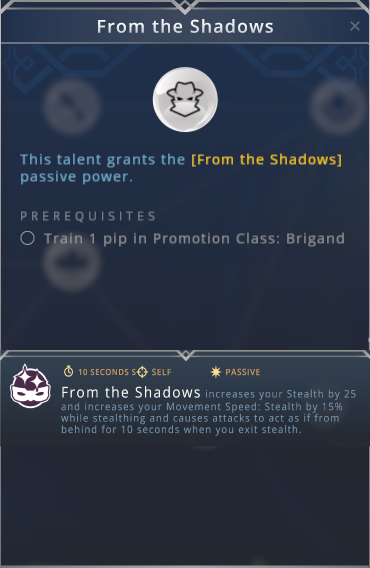 From the Shadows
×
This talent grants the [From the Shadows]
passive power.
PREREQUISITES
Train 1 pip in Promotion Class: Brigand
10 SECONDS S SELF PASSIVE
From the Shadows increases your Stealth by 25
and increases your Movement Speed: Stealth by 15%
while stealthing and causes attacks to act as if from
behind for 10 seconds when you exit stealth.